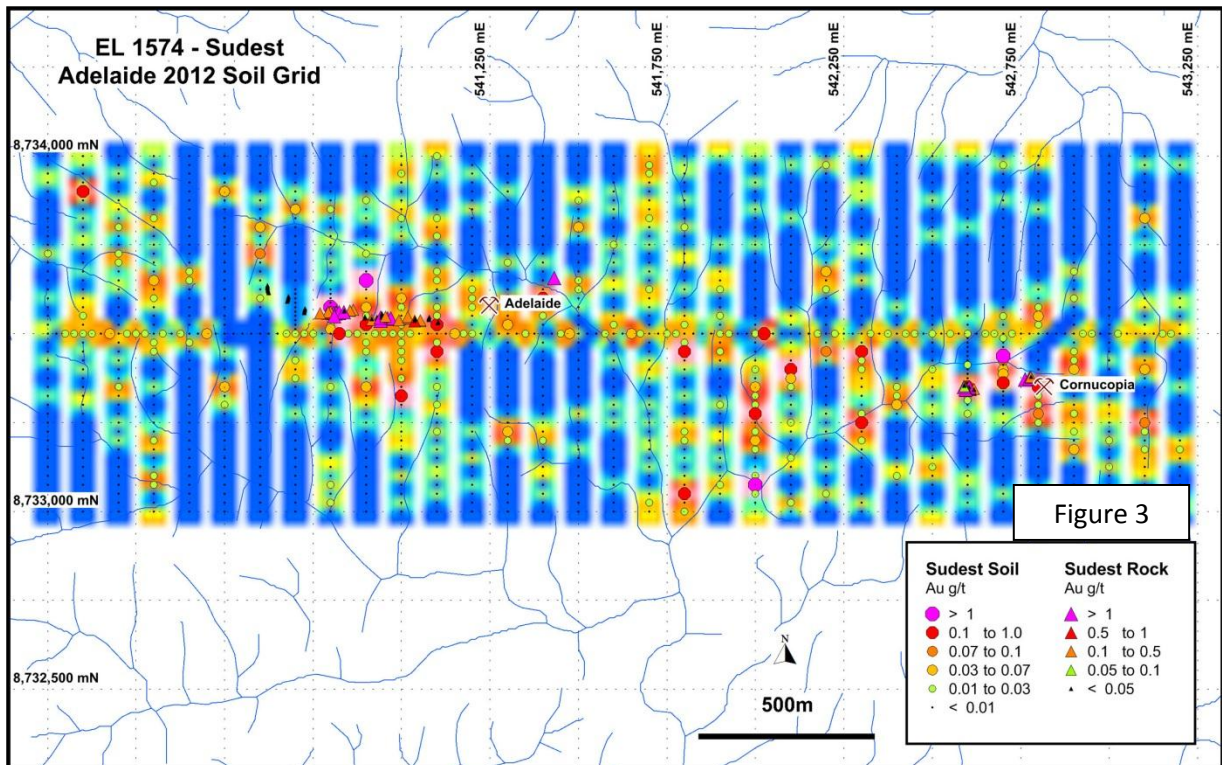 EL 1574 - Sudest
Adelaide 2012 Soil Grid
541,250 mE
541,750 mE
542,250 mE
542,750 mE
543,250 mE
8,734,000 mN
Adelaide
Cornucopia
8,733,000 mN
Figure 3
Sudest Soil
Au g/t
> 1
0.1 to 1.0
0.07 to 0.1
0.03 to 0.07
0.01 to 0.03
< 0.01
Sudest Rock
Au g/t
> 1
0.5 to 1
0.1 to 0.5
0.05 to 0.1
< 0.05
N
8,732,500 mN
500m